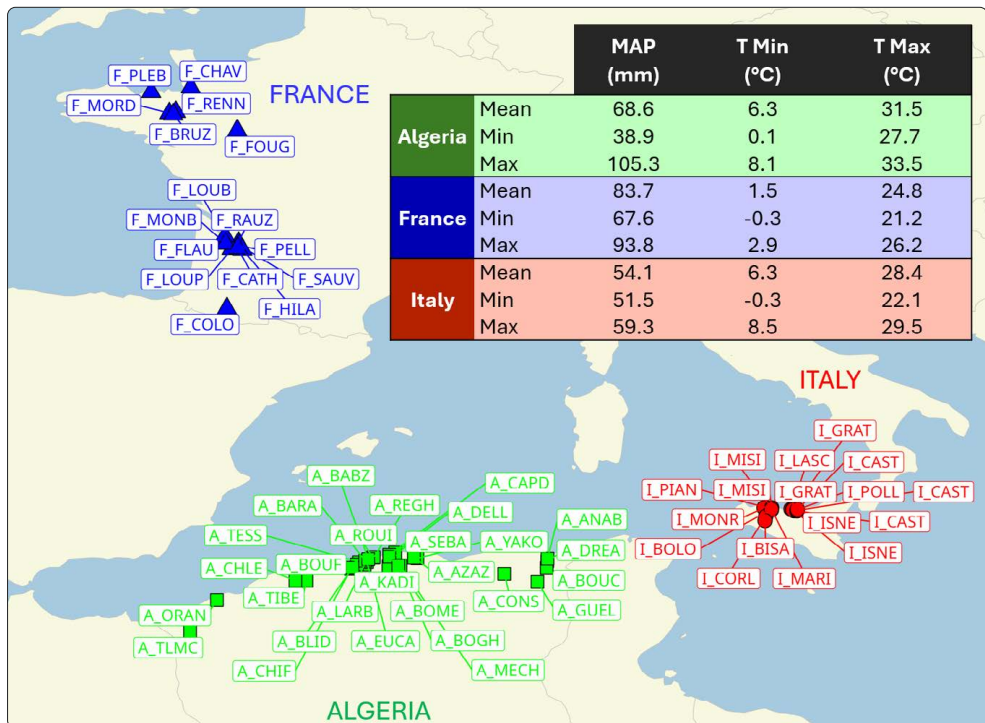 MAP (mm) T Min (°C) T Max (°C)
Algeria Mean 68.6 6.3 31.5
Min 38.9 0.1 27.7
Max 105.3 8.1 33.5
France Mean 83.7 1.5 24.8
Min 67.6 -0.3 21.2
Max 93.8 2.9 26.2
Italy Mean 54.1 6.3 28.4
Min 51.5 -0.3 22.1
Max 59.3 8.5 29.5
FRANCE
F_PLEB
F_CHAV
F_MORD
F_RENN
F_BRUZ
F_FOUG
F_LOUB
F_MONB
F_RAUZ
F_FLAU
F_PELL
F_LOUP
F_CATH
F_SAUV
F_HILA
F_COLO
ITALY
I_GRAT
I_MISI
I_LASC
I_CAST
I_PIAN
I_MISI
I_GRAT
I_POLL
I_CAST
I_MONR
I_ISNE
I_CAST
I_BOLO
I_BISA
I_ISNE
I_CORL
I_MARI
A_BABZ
A_CAPD
A_BARA
A_REGH
A_DELL
A_ANAB
A_TESS
A_ROUI
A_SEBA
A_YAKO
A_DREA
A_CHLE
A_BOUF
A_AZAZ
A_BOUC
A_TIBE
A_KADI
A_CONS
A_GUEL
A_ORAN
A_LARB
A_BOME
A_TLMC
A_BLID
A_EUCA
A_BOGH
A_CHIF
A_MECH
ALGERIA